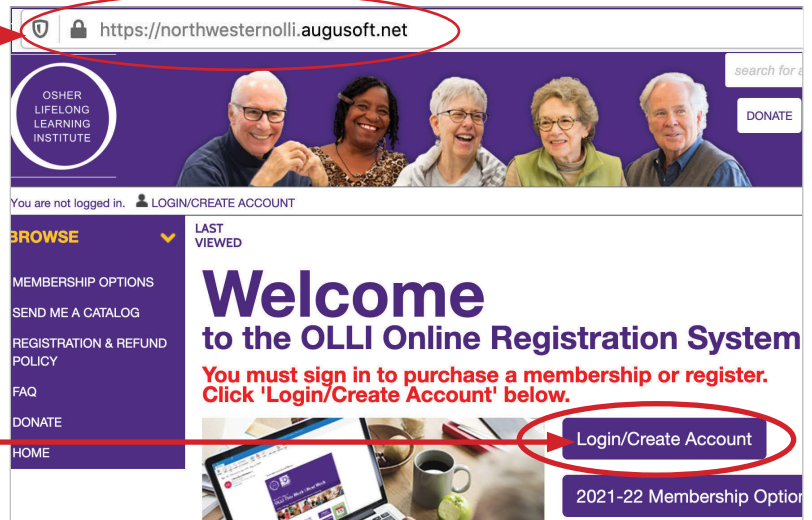 https://northwesternolli.augusoft.net
OSHER
LIFELONG
LEARNING
INSTITUTE
search for a
DONATE
You are not logged in. LOGIN/CREATE ACCOUNT
BROWSE
LAST
VIEWED
MEMBERSHIP OPTIONS
SEND ME A CATALOG
REGISTRATION & REFUND
POLICY
FAQ
DONATE
HOME
Welcome
to the OLLI Online Registration System
You must sign in to purchase a membership or register.
Click 'Login/Create Account' below.
Login/Create Account
2021-22 Membership Option